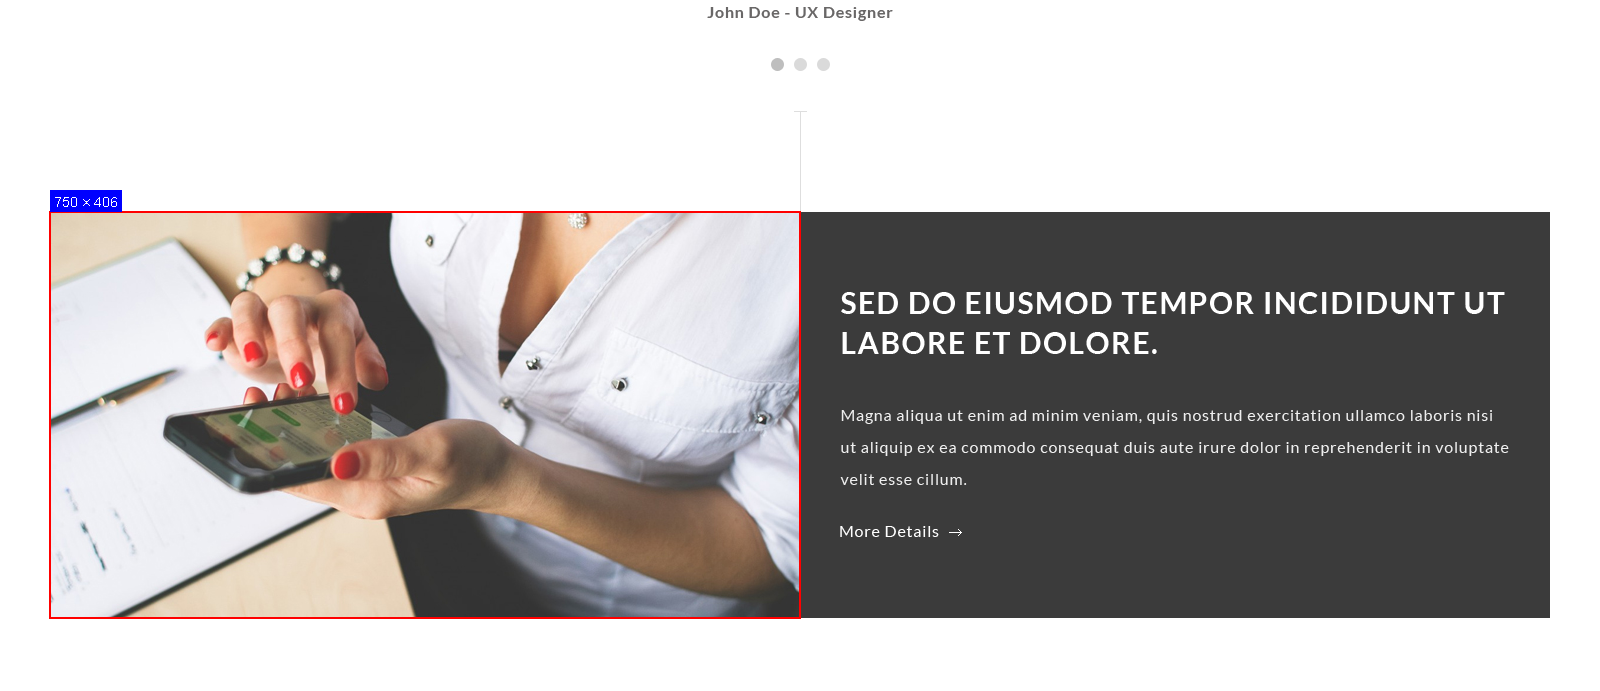 John Doe - UX Designer
750 × 406
SED DO EIUSMOD TEMPOR INCIDIDUNT UT
LABORE ET DOLORE.
Magna aliqua ut enim ad minim veniam, quis nostrud exercitation ullamco laboris nisi
ut aliquip ex ea commodo consequat duis aute irure dolor in reprehenderit in voluptate
velit esse cillum.
More Details →